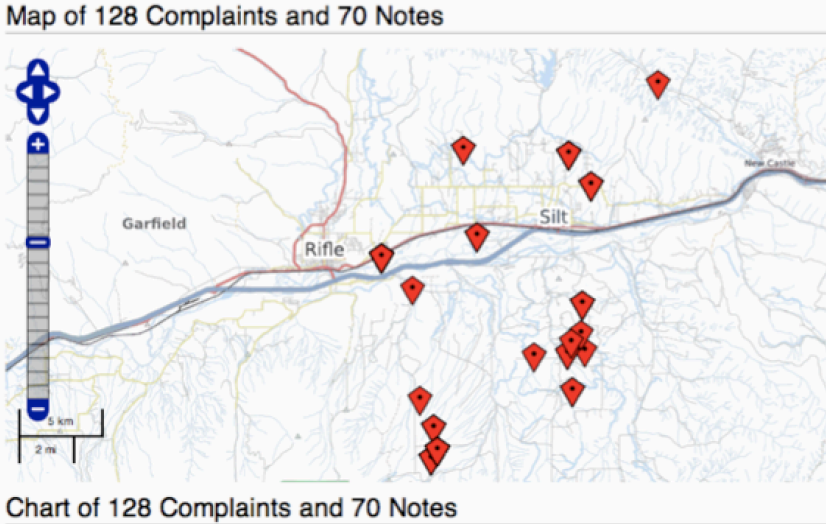 Map of 128 Complaints and 70 Notes
New Castle
Garfield
Silt
Rifle
5 km
2 mi
Chart of 128 Complaints and 70 Notes